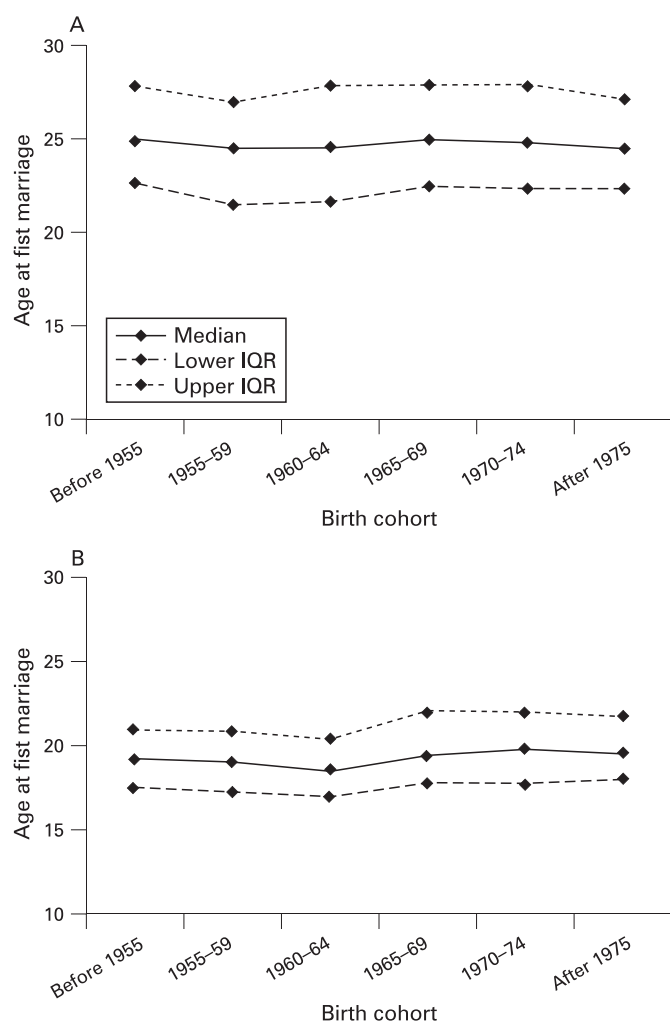 A
30
25
20
15
10
Age at fist marriage
Median
Lower IQR
Upper IQR
Before 1955
1955–59
1960–64
1965–69
1970–74
After 1975
Birth cohort
B
30
25
20
15
10
Age at fist marriage
Before 1955
1955–59
1960–64
1965–69
1970–74
After 1975
Birth cohort